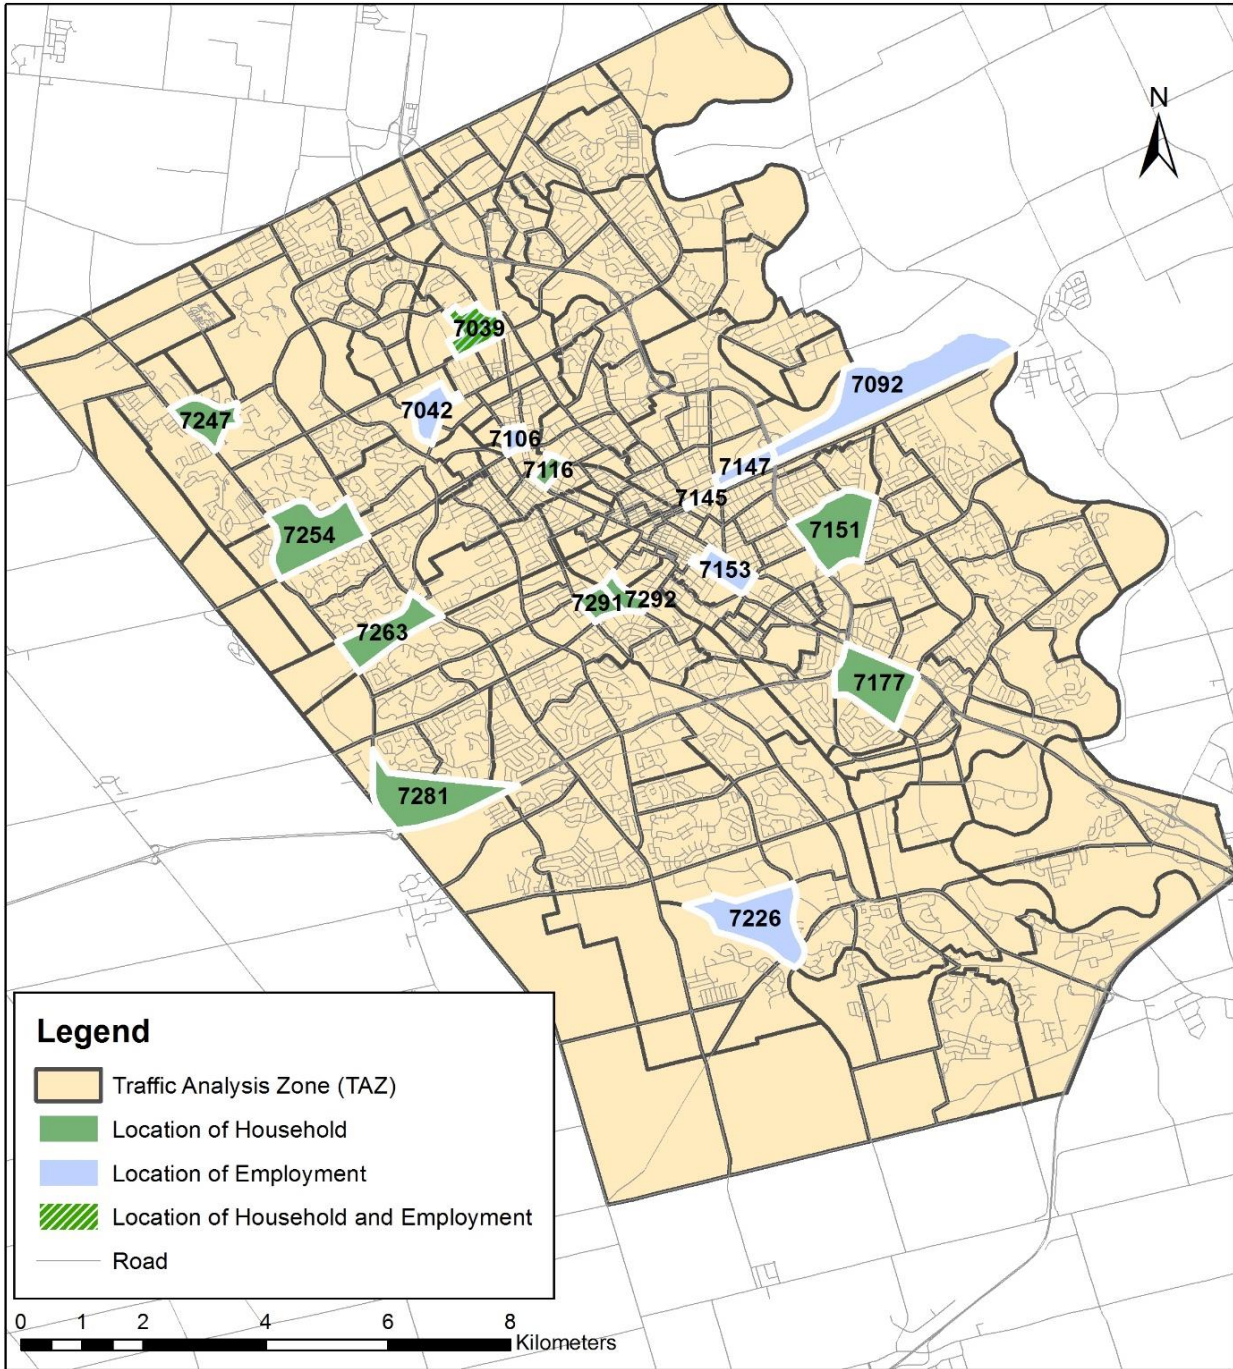 N
7039
7092
7042
7247
7106
7147
7116
7145
7254
7151
7153
7291
7292
7263
7177
7281
7226
Legend
Traffic Analysis Zone (TAZ)
Location of Household
Location of Employment
Location of Household and Employment
Road
0 1 2 4 6 8
Kilometers